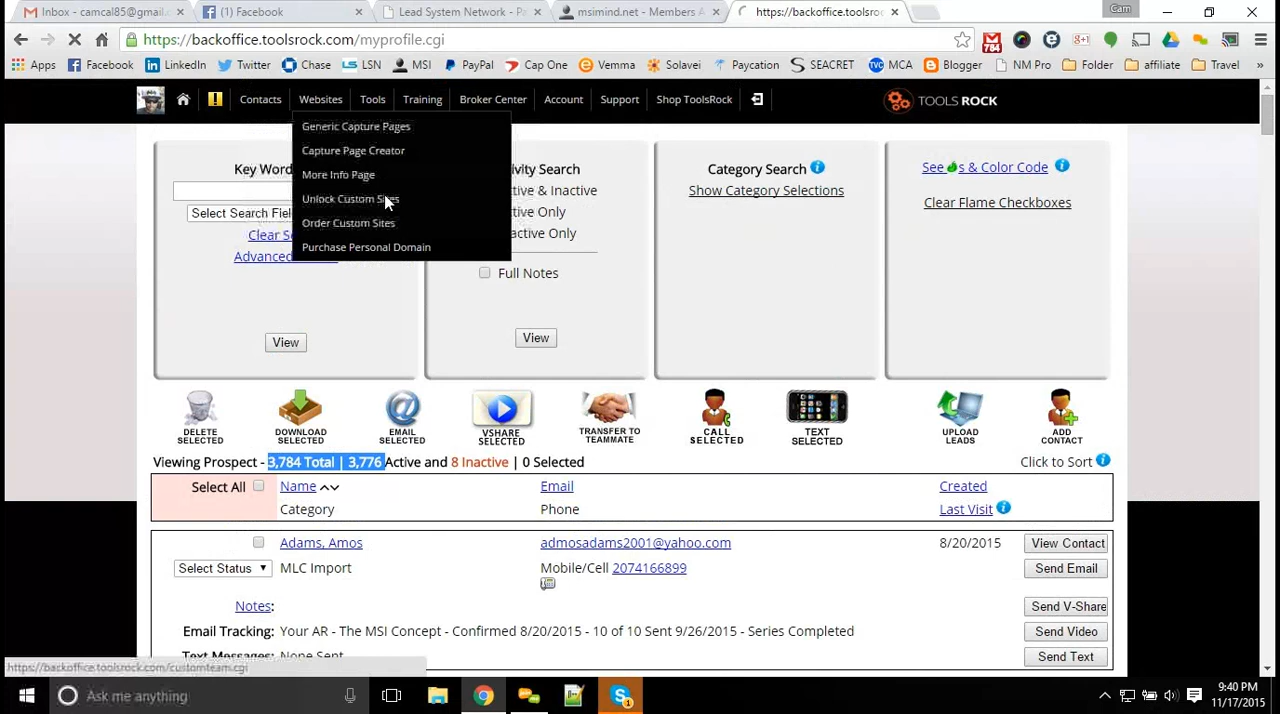 Inbox - camcal85@gmail.c
(1) Facebook
Lead System Network - Pa
msimind.net - Members A
https://backoffice.toolsro
Cam
https://backoffice.toolsrock.com/myprofile.cgi
784
Apps Facebook LinkedIn Twitter Chase LSN MSI PayPal Cap One Vemma Solavei Paycation SEACRET MCA Blogger NM Pro Folder affiliate Travel »
Contacts Websites Tools Training Broker Center Account Support Shop ToolsRock TOOLS ROCK
Generic Capture Pages
Capture Page Creator
More Info Page
Unlock Custom Sites
Order Custom Sites
Purchase Personal Domain
Key Word
Select Search Fiel
Clear Se
Advanced
View
ivity Search
ctive & Inactive
ctive Only
active Only
Full Notes
View
Category Search
Show Category Selections
See s & Color Code
Clear Flame Checkboxes
DELETE SELECTED
DOWNLOAD SELECTED
EMAIL SELECTED
VSHARE SELECTED
TRANSFER TO TEAMMATE
CALL SELECTED
TEXT SELECTED
UPLOAD LEADS
ADD CONTACT
Viewing Prospect - 3,784 Total | 3,776 Active and 8 Inactive | 0 Selected
Click to Sort
Select All
Name
Email
Created
Category
Phone
Last Visit
Adams, Amos
admosadams2001@yahoo.com
8/20/2015
View Contact
Select Status
MLC Import
Mobile/Cell 2074166899
Send Email
Notes:
Send V-Share
Email Tracking: Your AR - The MSI Concept - Confirmed 8/20/2015 - 10 of 10 Sent 9/26/2015 - Series Completed
Send Video
Text Messages: None Sent
Send Text
https://backoffice.toolsrock.com/customteam.cgi
Ask me anything
9:40 PM
11/17/2015